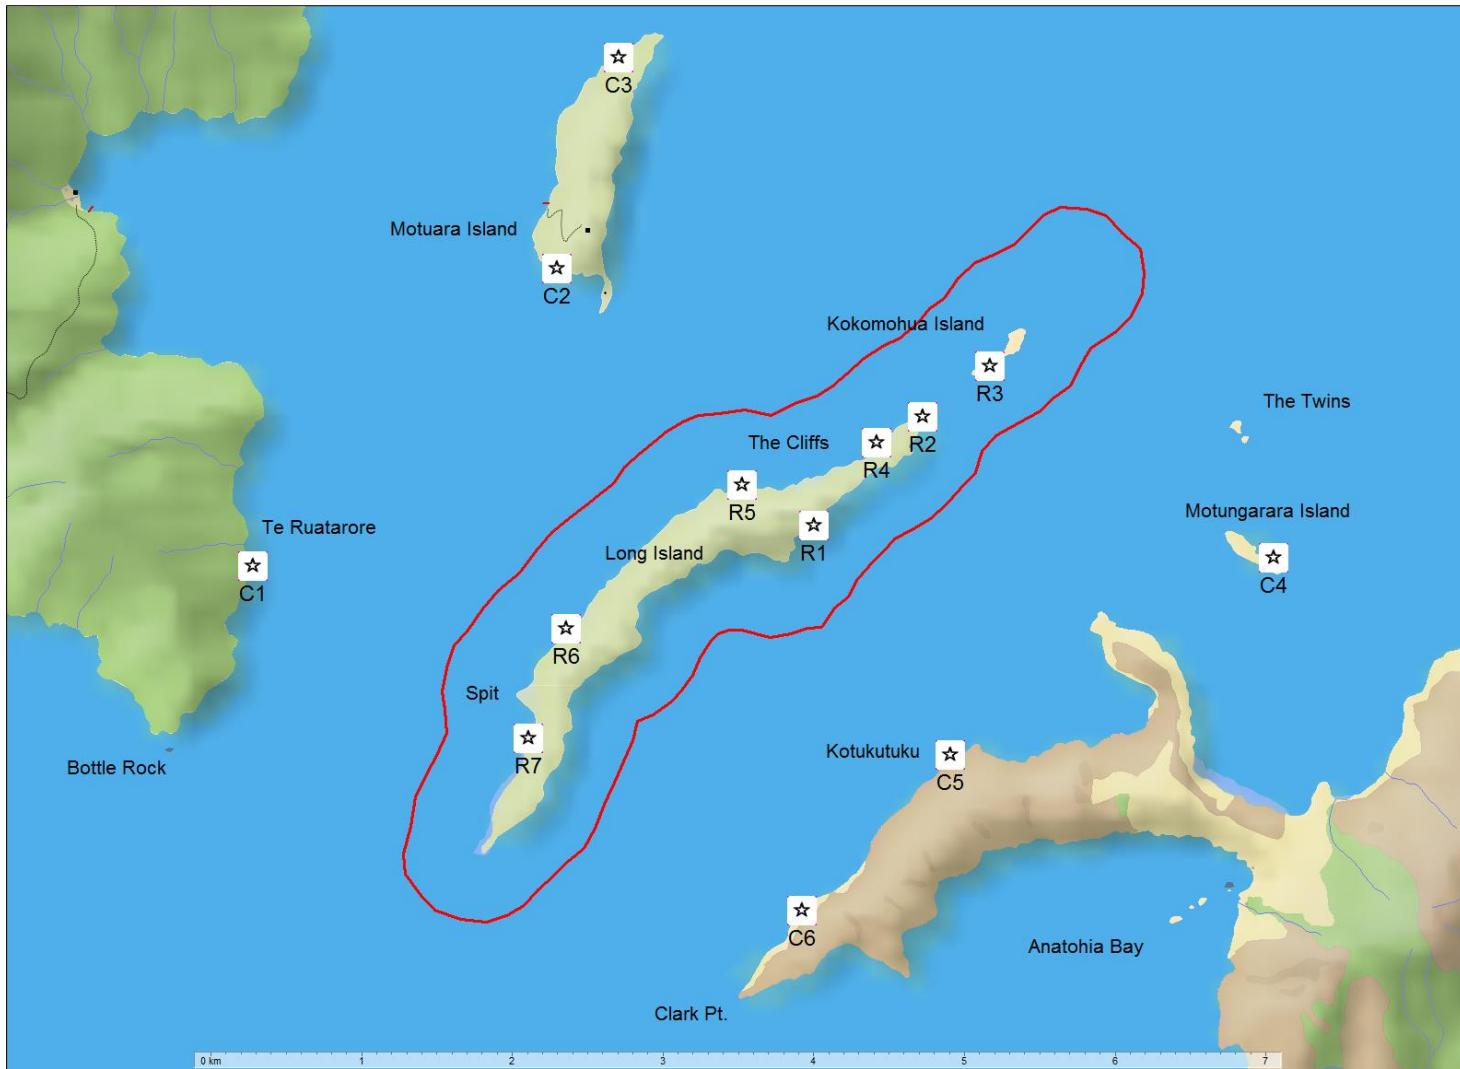 C3
Motuara Island
C2
Kokomohua Island
R3
The Twins
R2
The Cliffs
R4
R5
Motungarara Island
R1
Te Ruatarore
Long Island
C4
C1
R6
Spit
Kotukutuku
R7
Bottle Rock
C5
C6
Anatohia Bay
Clark Pt.
0 km 1 2 3 4 5 6 7